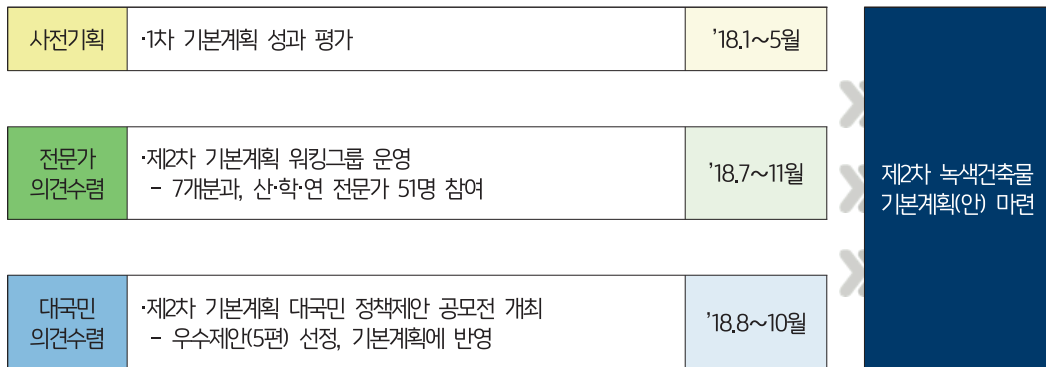 사전기획
·1차 기본계획 성과 평가
'18.1~5월
전문가
의견수렴
·제2차 기본계획 워킹그룹 운영
- 7개분과, 산·학·연 전문가 51명 참여
'18.7~11월
대국민
의견수렴
·제2차 기본계획 대국민 정책제안 공모전 개최
- 우수제안(5편) 선정, 기본계획에 반영
'18.8~10월
제2차 녹색건축물
기본계획(안) 마련